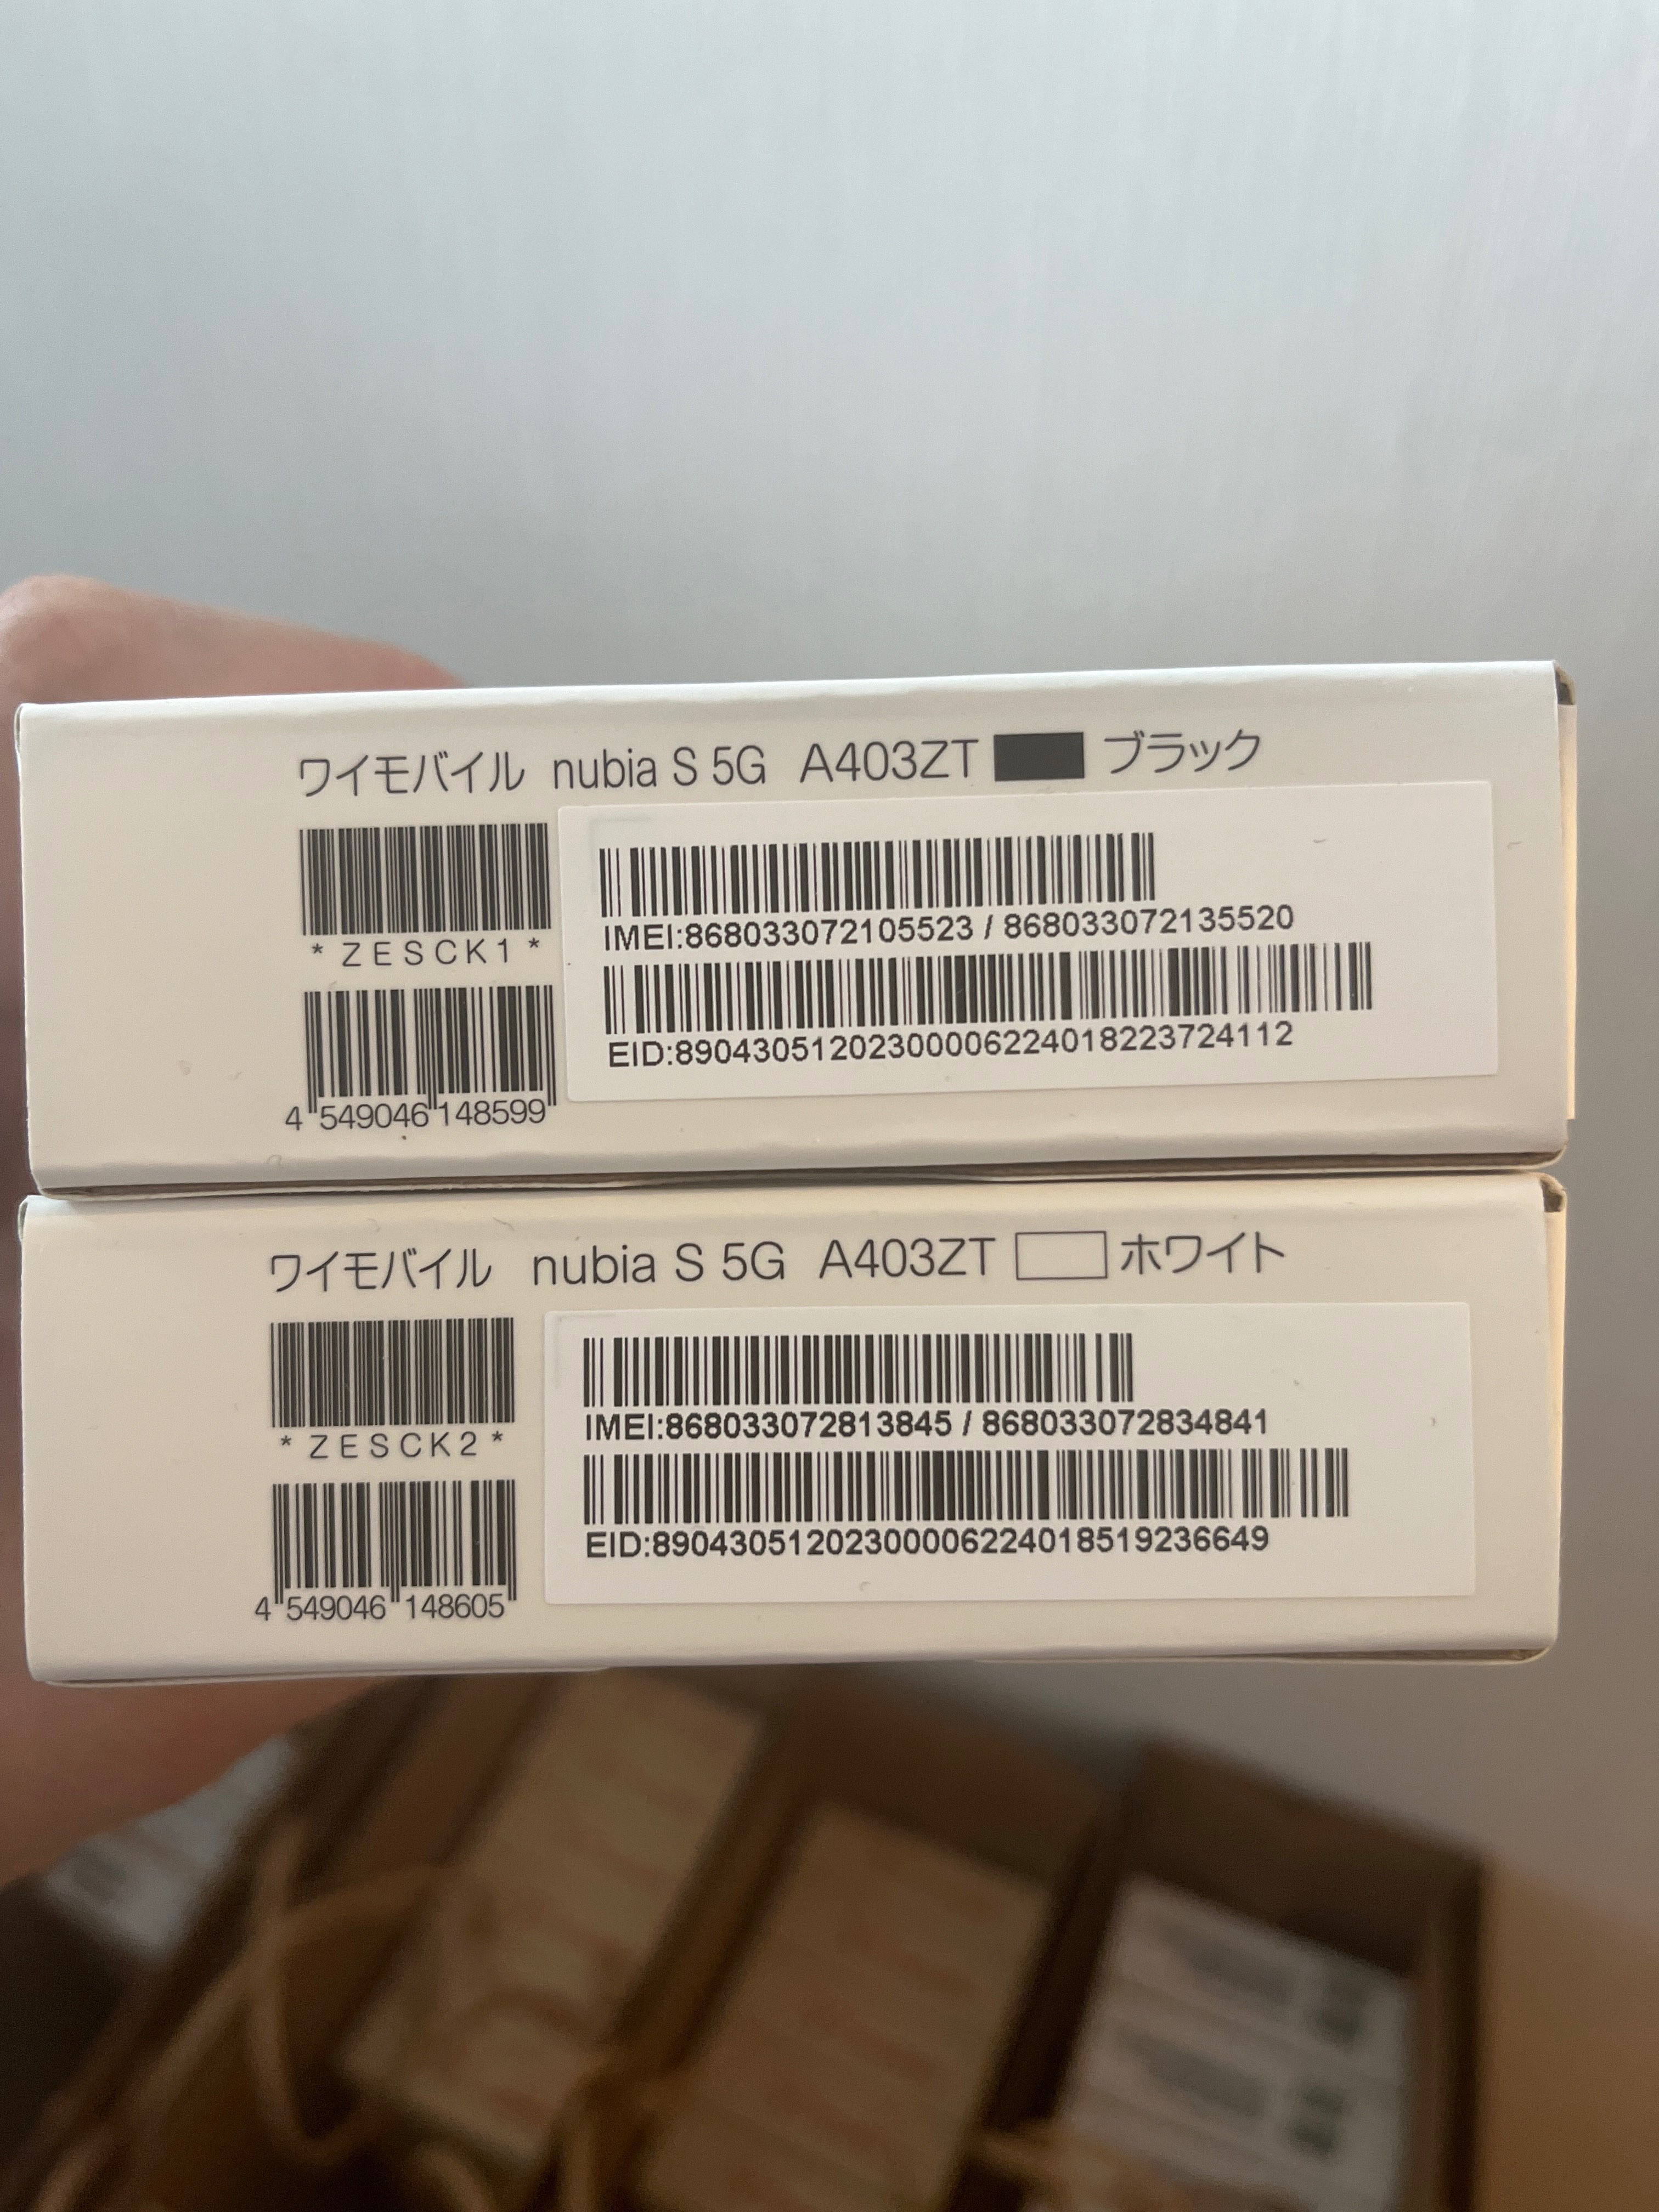 ワイモバイル nubia S 5G A403ZT ブラック
*ZESCK1*
4 549046 148599
IMEI:868033072105523 / 868033072135520
EID:89043051202300006224018223724112
ワイモバイル nubia S 5G A403ZT ホワイト
*ZESCK2*
4 549046 148605
IMEI:868033072813845 / 868033072834841
EID:89043051202300006224018519236649